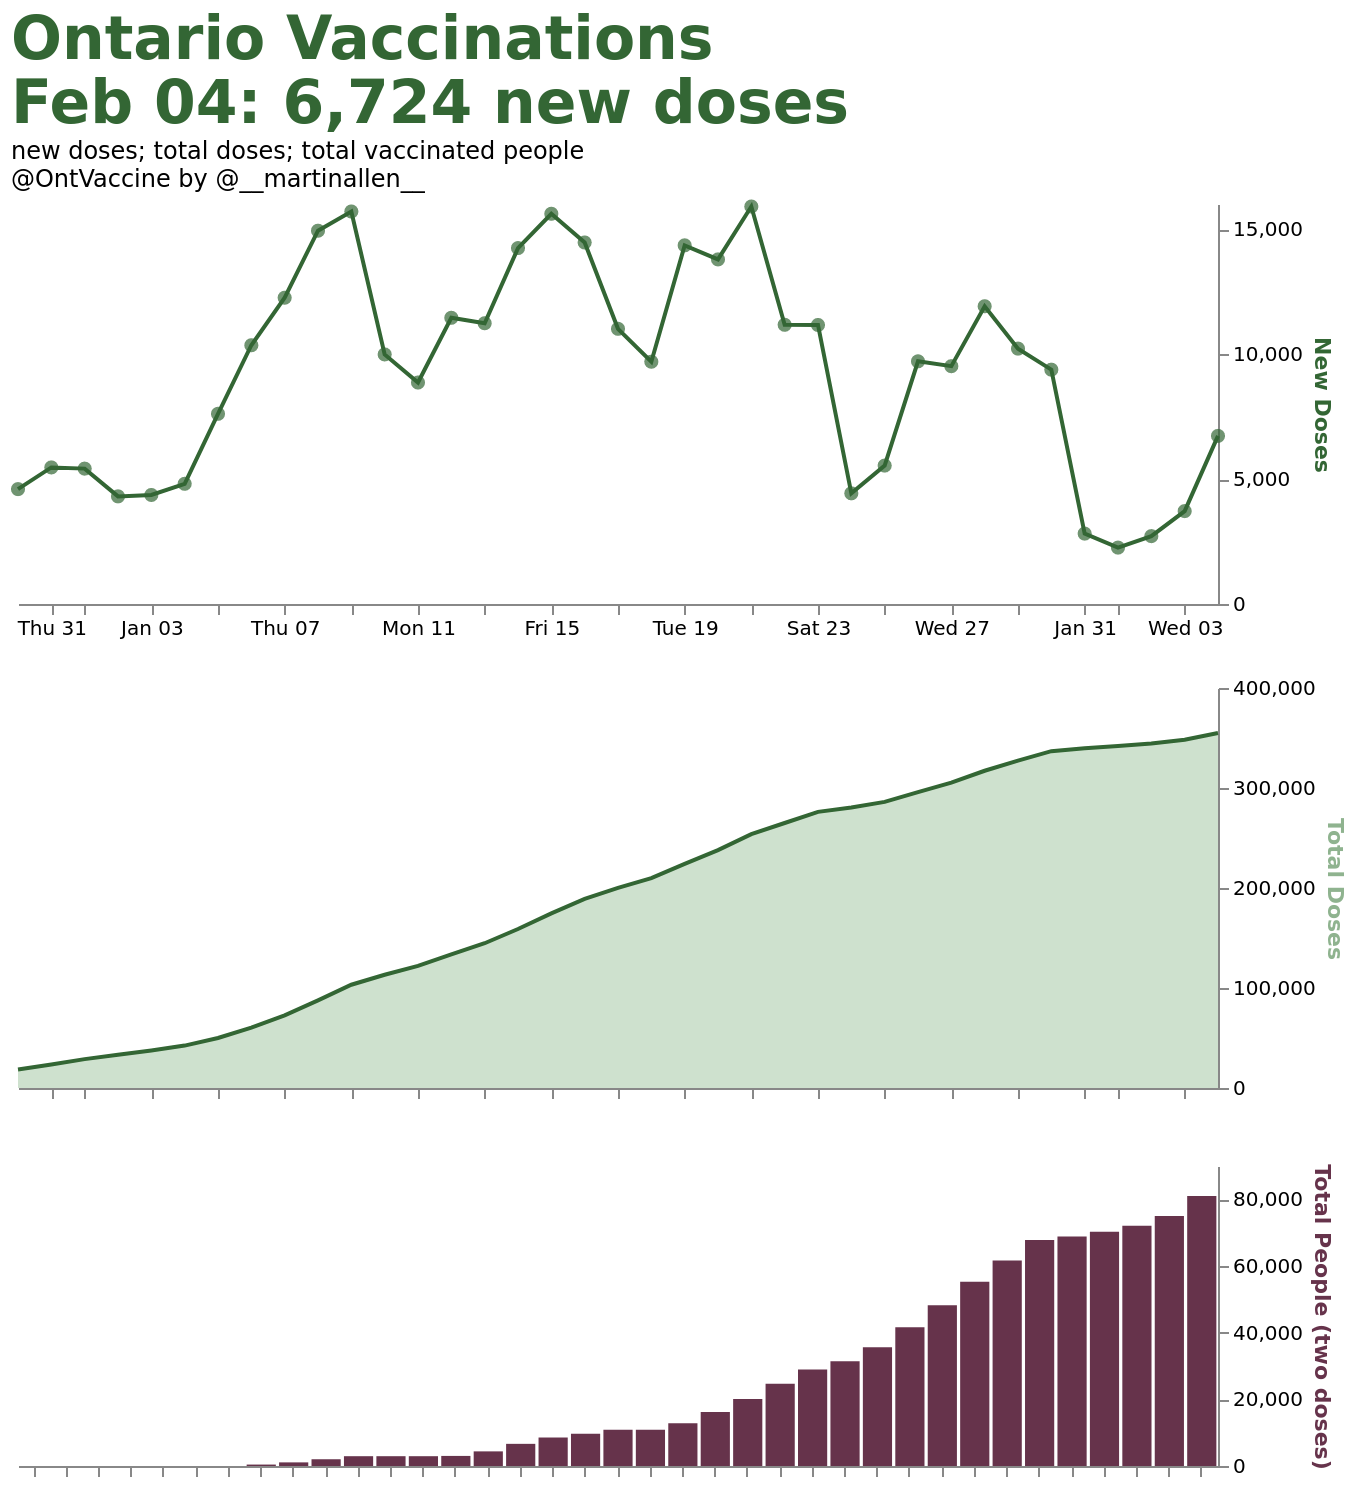 Ontario Vaccinations
Feb 04: 6,724 new doses
new doses; total doses; total vaccinated people
@OntVaccine by @__martinallen__
15,000
10,000
5,000
0
New Doses
Thu 31 Jan 03 Thu 07 Mon 11 Fri 15 Tue 19 Sat 23 Wed 27 Jan 31 Wed 03
400,000
300,000
200,000
100,000
0
Total Doses
80,000
60,000
40,000
20,000
0
Total People (two doses)